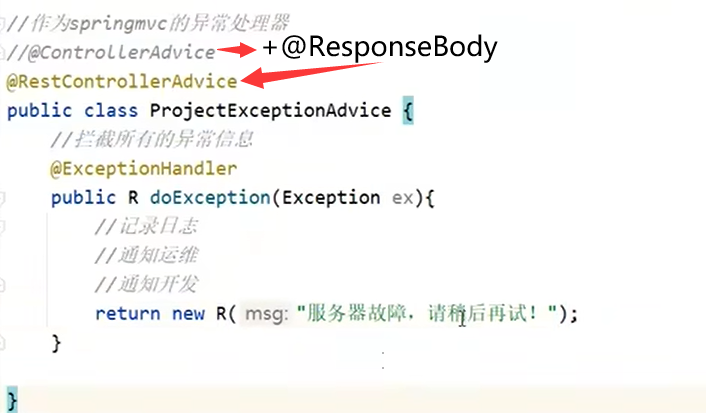 //作为springmvc的异常处理器
//@ControllerAdvice +@ResponseBody
@RestControllerAdvice
public class ProjectExceptionAdvice {
//拦截所有的异常信息
@ExceptionHandler
public R doException(Exception ex){
//记录日志
//通知运维
//通知开发
return new R( msg: "服务器故障，请稍后再试！");
}
}